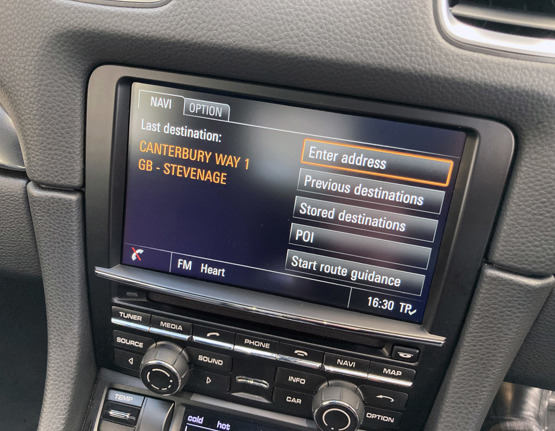 NAVI OPTION
Last destination:
CANTERBURY WAY 1
GB - STEVENAGE
Enter address
Previous destinations
Stored destinations
POI
Start route guidance
FM Heart
16:30 TP
TUNER MEDIA PHONE NAVI MAP
SOURCE SOUND INFO
CAR OPTION
TEMP
cold hot